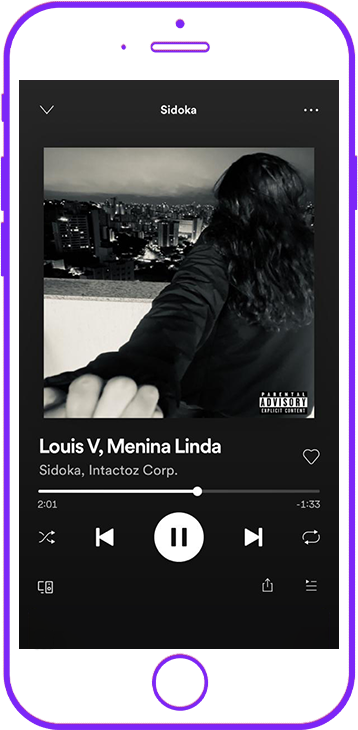 Sidoka
PARENTAL
ADVISORY
EXPLICIT CONTENT
Louis V, Menina Linda
Sidoka, Intactoz Corp.
2:01
-1:33